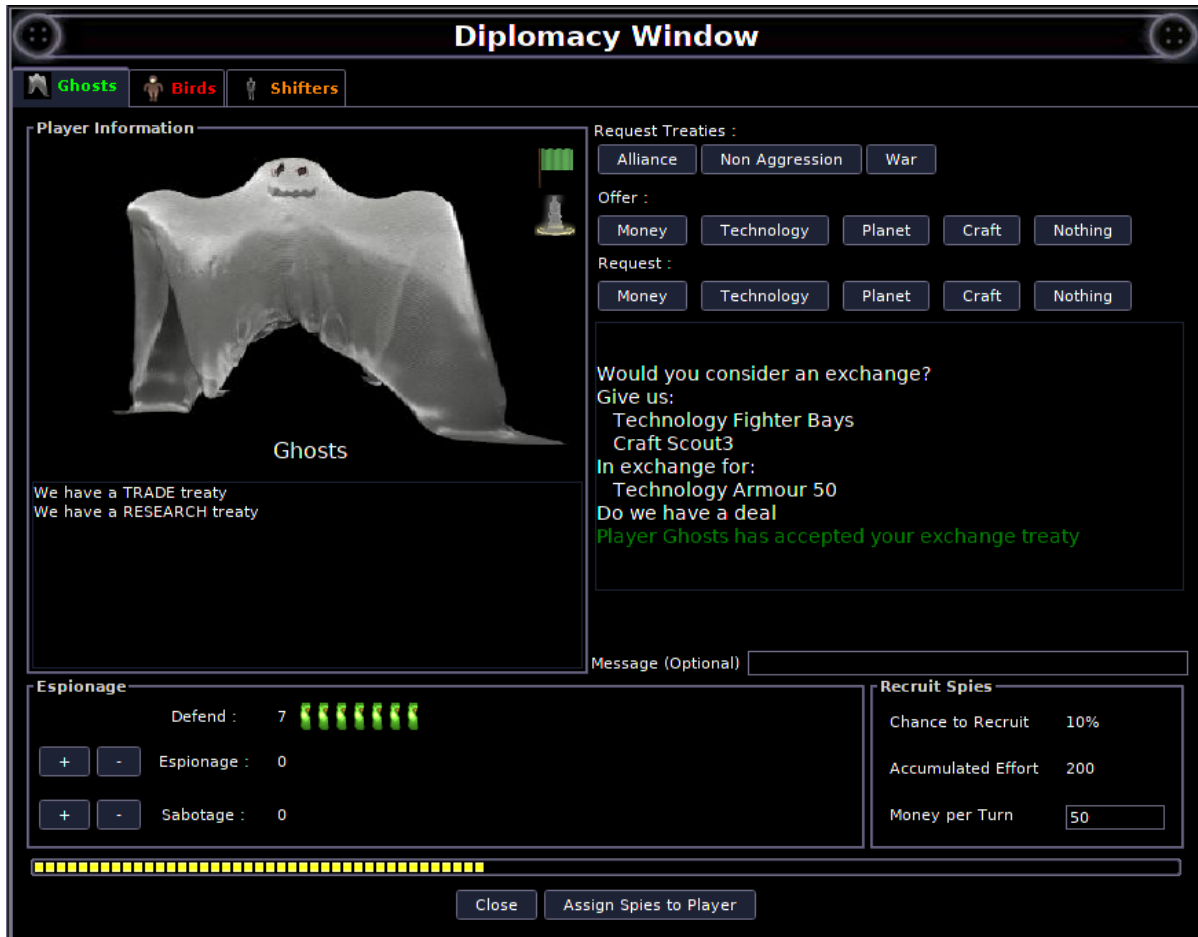 Diplomacy Window
Ghosts
Birds
Shifters
Player Information
Ghosts
We have a TRADE treaty
We have a RESEARCH treaty
Request Treaties :
Alliance Non Aggression War
Offer :
Money Technology Planet Craft Nothing
Request :
Money Technology Planet Craft Nothing
Would you consider an exchange?
Give us:
Technology Fighter Bays
Craft Scout3
In exchange for:
Technology Armour 50
Do we have a deal
Player Ghosts has accepted your exchange treaty
Message (Optional)
Espionage
Defend : 7
+ - Espionage : 0
+ - Sabotage : 0
Recruit Spies
Chance to Recruit 10%
Accumulated Effort 200
Money per Turn 50
Close Assign Spies to Player